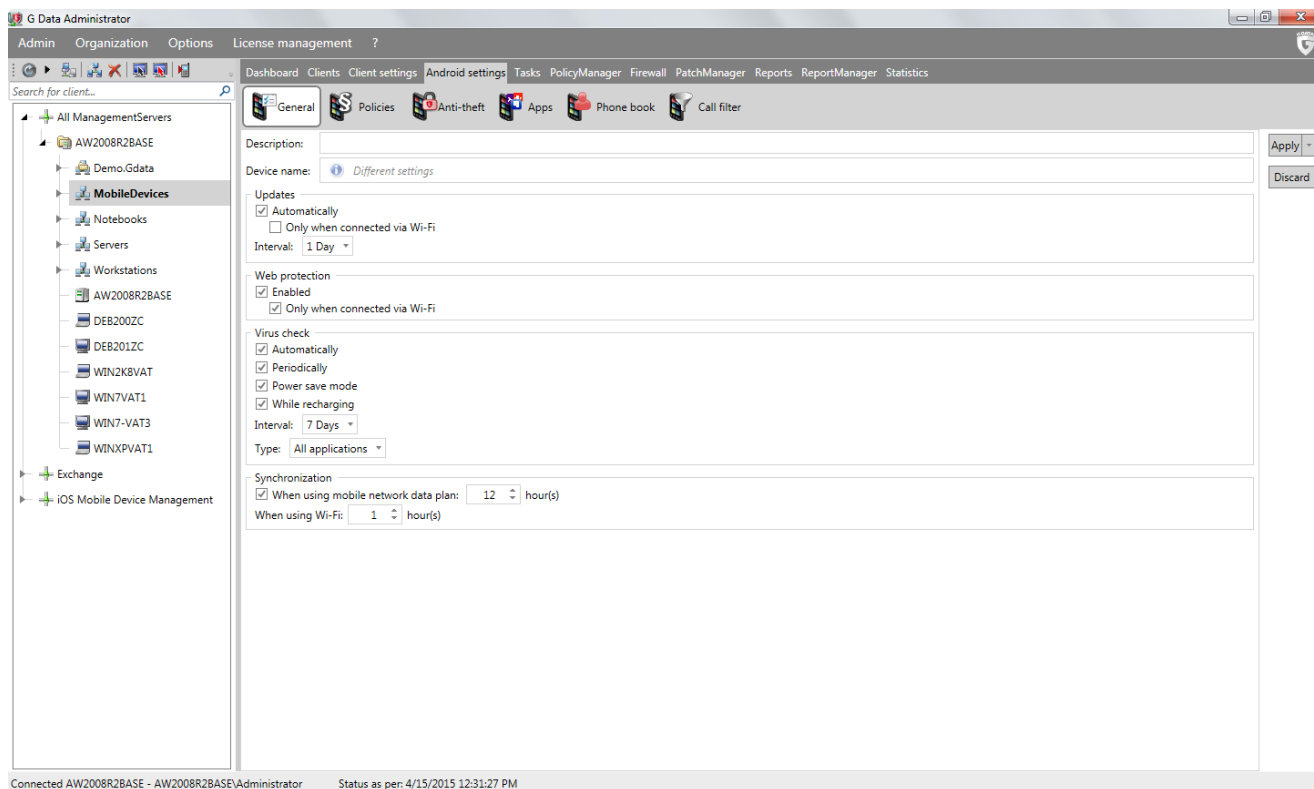 G Data Administrator
Admin Organization Options License management ?
Dashboard Clients Client settings Android settings Tasks PolicyManager Firewall PatchManager Reports ReportManager Statistics
Search for client...
General Policies Anti-theft Apps Phone book Call filter
All ManagementServers
AW2008R2BASE
Demo.Gdata
MobileDevices
Notebooks
Servers
Workstations
AW2008R2BASE
DEB200ZC
DEB201ZC
WIN2K8VAT
WIN7VAT1
WIN7-VAT3
WINXPVAT1
Exchange
iOS Mobile Device Management
Description:
Device name: Different settings
Updates
Automatically
Only when connected via Wi-Fi
Interval: 1 Day
Web protection
Enabled
Only when connected via Wi-Fi
Virus check
Automatically
Periodically
Power save mode
While recharging
Interval: 7 Days
Type: All applications
Synchronization
When using mobile network data plan: 12 hour(s)
When using Wi-Fi: 1 hour(s)
Apply
Discard
Connected AW2008R2BASE - AW2008R2BASE\Administrator Status as per: 4/15/2015 12:31:27 PM